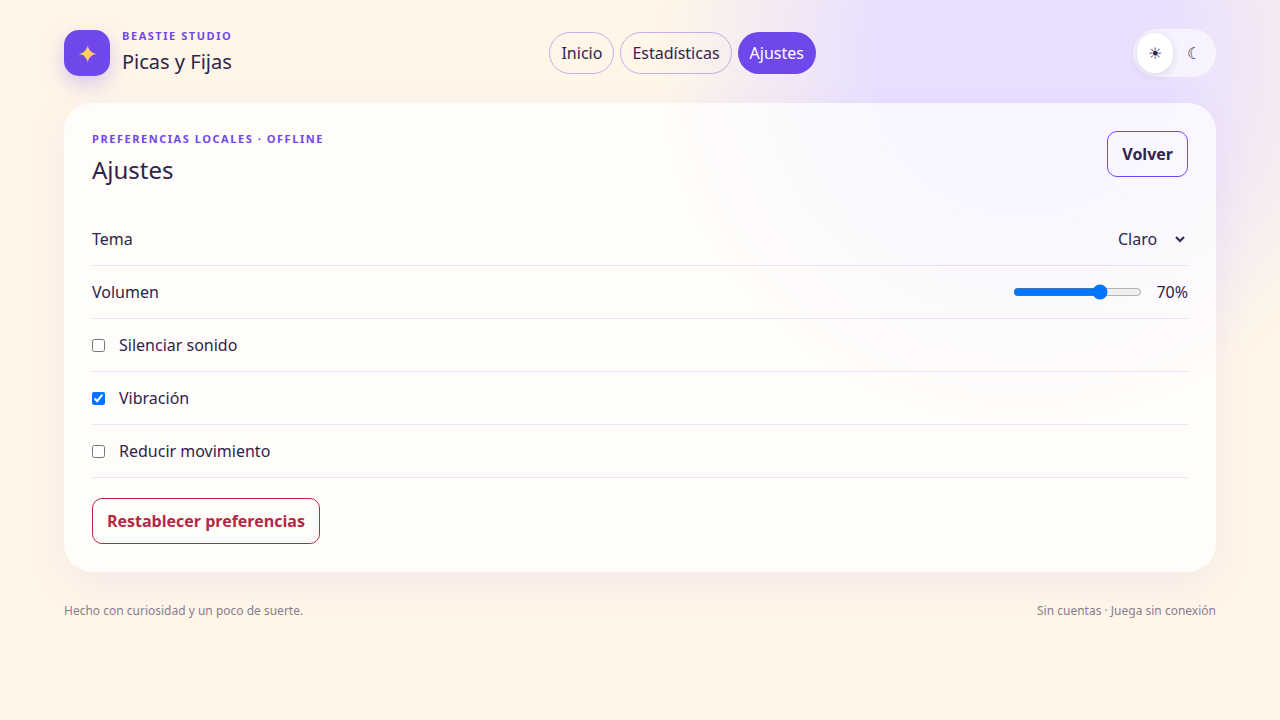 BEASTIE STUDIO
Picas y Fijas
Inicio
Estadísticas
Ajustes
PREFERENCIAS LOCALES · OFFLINE
Ajustes
Volver
Tema
Claro
Volumen
70%
Silenciar sonido
Vibración
Reducir movimiento
Restablecer preferencias
Hecho con curiosidad y un poco de suerte.
Sin cuentas · Juega sin conexión